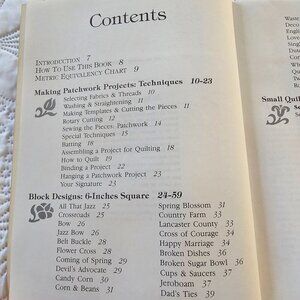 Contents
INTRODUCTION 7
HOW TO USE THIS BOOK 8
METRIC EQUIVALENCY CHART 9
Making Patchwork Projects: Techniques 10-23
Selecting Fabrics & Threads 10
Washing & Straightening 11
Making Templates & Cutting the Pieces 11
Rotary Cutting 12
Sewing the Pieces: Patchwork 14
Special Techniques 15
Batting 18
Assembling a Project for Quilting 18
How to Quilt 19
Binding a Project 22
Hanging a Patchwork Project 23
Your Signature 23
Block Designs: 6-Inches Square 24-59
All That Jazz 25
Crossroads 25
Bow 26
Jazz Bow 26
Belt Buckle 28
Flower Cross 28
Coming of Spring 29
Devil's Advocate 29
Candy Corn 30
Corn & Beans 31
Spring Blossom 31
Country Farm 33
Lancaster County 33
Cross of Courage 34
Happy Marriage 34
Broken Dishes 36
Broken Sugar Bowl 36
Cups & Saucers 37
Jeroboam 37
Dad's Ties 39
Waste
Deco
Engl
Love
Sing
Small Quil